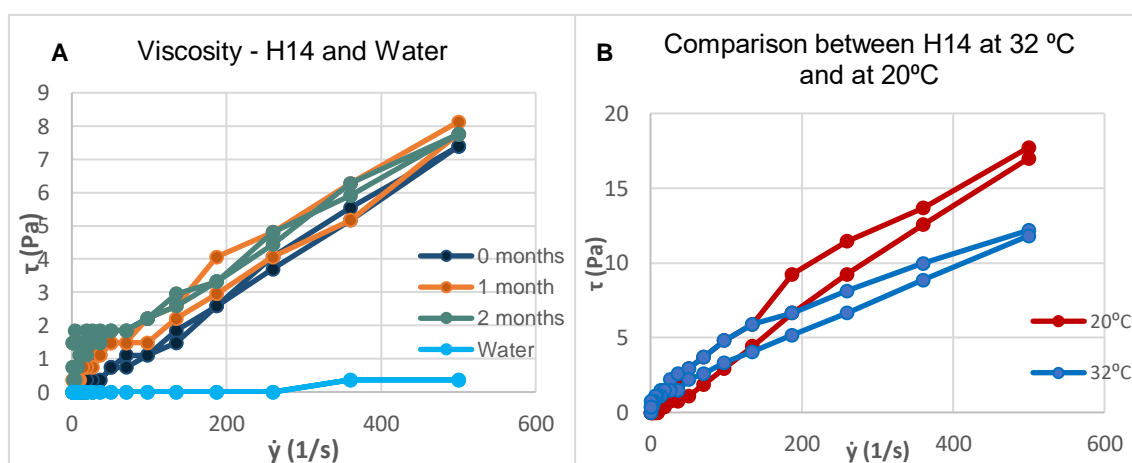 A
Viscosity - H14 and Water
9
8
7
6
5
4
3
2
1
0
τ (Pa)
0 months
1 month
2 months
Water
0
200
400
600
ẏ (1/s)
B
Comparison between H14 at 32 ºC
and at 20ºC
20
15
10
5
0
τ (Pa)
20ºC
32ºC
0
200
400
600
ẏ (1/s)